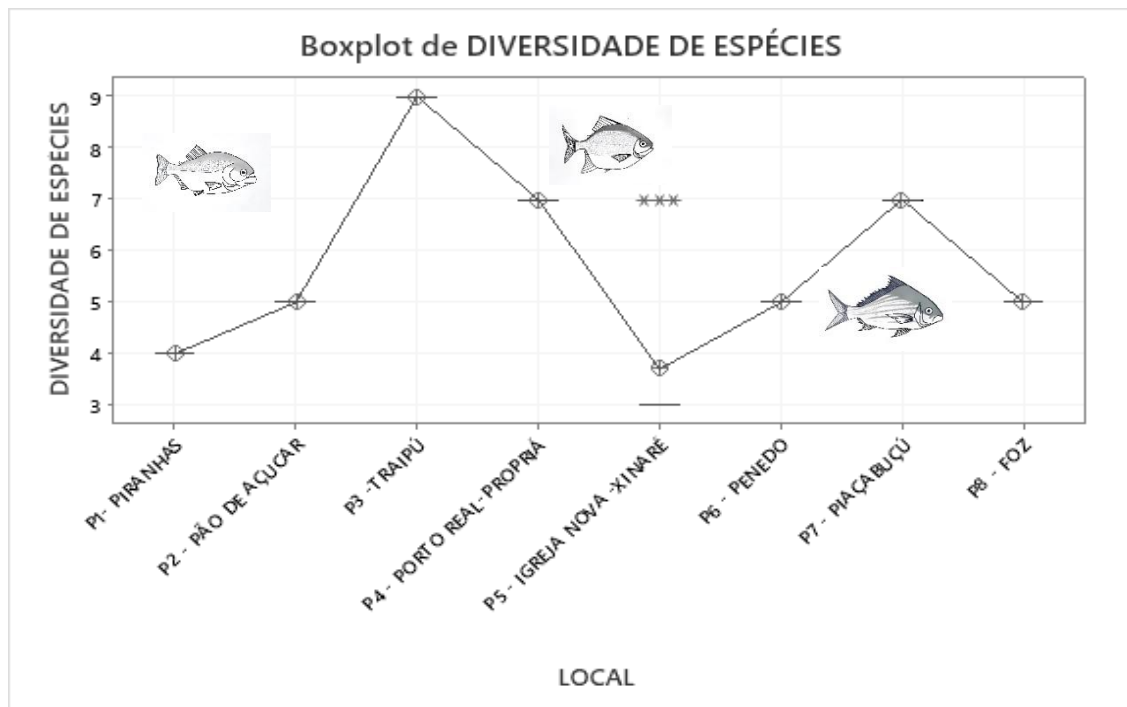 Boxplot de DIVERSIDADE DE ESPÉCIES
DIVERSIDADE DE ESPÉCIES
9
8
7
6
5
4
3
P1- PIRANHAS
P2 - PÃO DE AÇUCAR
P3 -TRAIPÚ
P4 - PORTO REAL-PROPRIÁ
P5 - IGREJA NOVA -XINARÉ
P6 - PENEDO
P7 - PIAÇABUÇÚ
P8 - FOZ
LOCAL